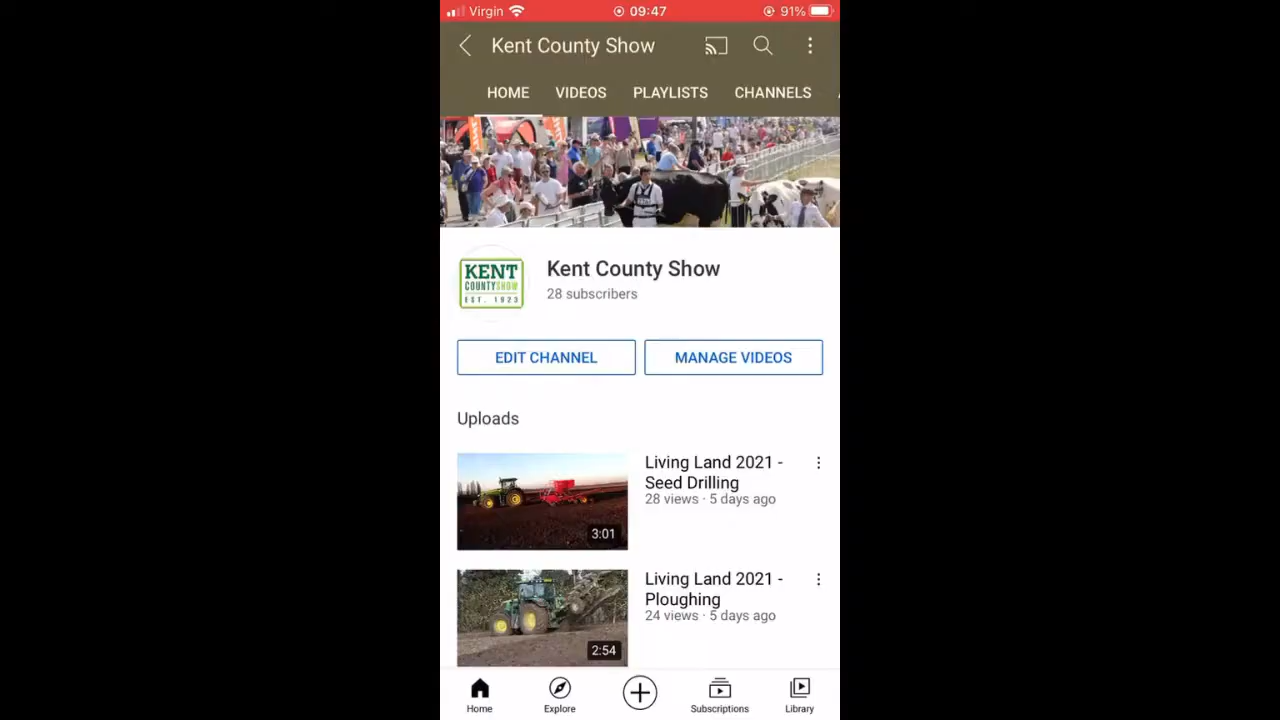 Virgin 09:47 91%
Kent County Show
HOME VIDEOS PLAYLISTS CHANNELS
KENT
COUNTYSHOW
EST. 1923
Kent County Show
28 subscribers
EDIT CHANNEL MANAGE VIDEOS
Uploads
3:01
Living Land 2021 -
Seed Drilling
28 views · 5 days ago
2:54
Living Land 2021 -
Ploughing
24 views · 5 days ago
Home Explore Subscriptions Library